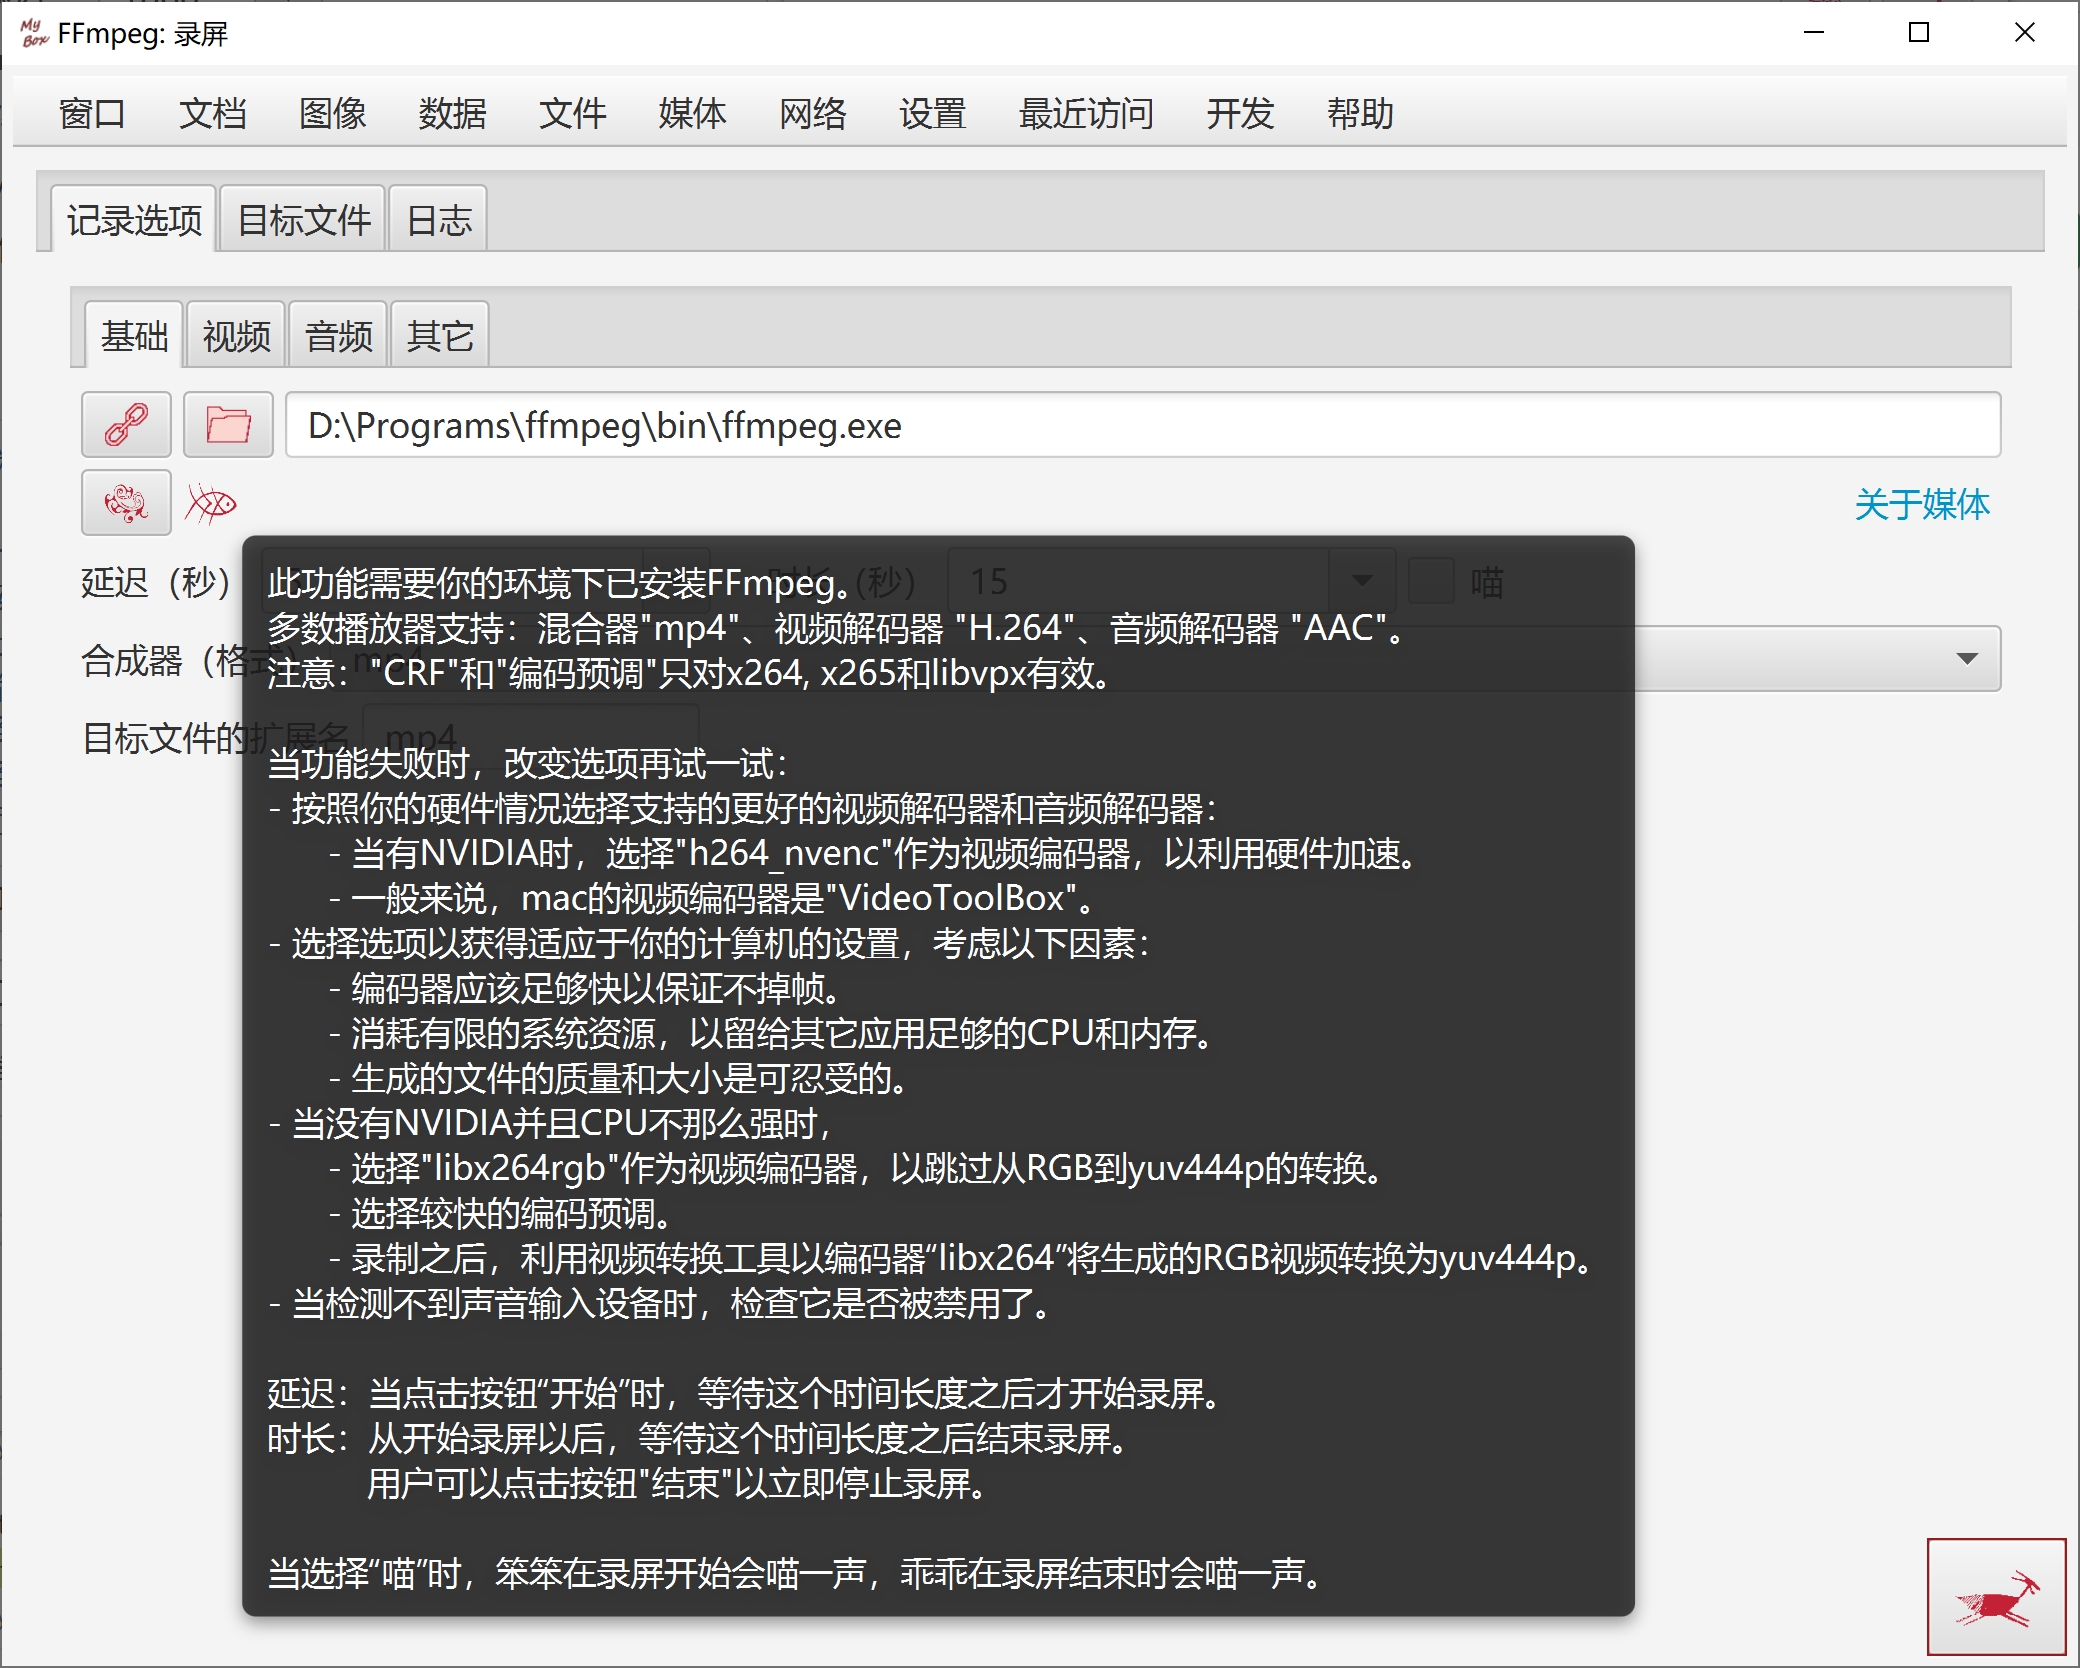 My Box FFmpeg: 录屏
窗口 文档 图像 数据 文件 媒体 网络 设置 最近访问 开发 帮助
记录选项 目标文件 日志
基础 视频 音频 其它
D:\Programs\ffmpeg\bin\ffmpeg.exe
关于媒体
延迟（秒） 时长（秒） 15 喵
合成器（格式） mp4
目标文件的扩展名 mp4
此功能需要你的环境下已安装FFmpeg。
多数播放器支持：混合器"mp4"、视频解码器 "H.264"、音频解码器 "AAC"。
注意："CRF"和"编码预调"只对x264, x265和libvpx有效。
当功能失败时，改变选项再试一试：
- 按照你的硬件情况选择支持的更好的视频解码器和音频解码器：
- 当有NVIDIA时，选择"h264_nvenc"作为视频编码器，以利用硬件加速。
- 一般来说，mac的视频编码器是"VideoToolBox"。
- 选择选项以获得适应于你的计算机的设置，考虑以下因素：
- 编码器应该足够快以保证不掉帧。
- 消耗有限的系统资源，以留给其它应用足够的CPU和内存。
- 生成的文件的质量和大小是可忍受的。
- 当没有NVIDIA并且CPU不那么强时，
- 选择"libx264rgb"作为视频编码器，以跳过从RGB到yuv444p的转换。
- 选择较快的编码预调。
- 录制之后，利用视频转换工具以编码器“libx264”将生成的RGB视频转换为yuv444p。
- 当检测不到声音输入设备时，检查它是否被禁用了。
延迟：当点击按钮“开始”时，等待这个时间长度之后才开始录屏。
时长：从开始录屏以后，等待这个时间长度之后结束录屏。
用户可以点击按钮"结束"以立即停止录屏。
当选择“喵”时，笨笨在录屏开始会喵一声，乖乖在录屏结束时会喵一声。